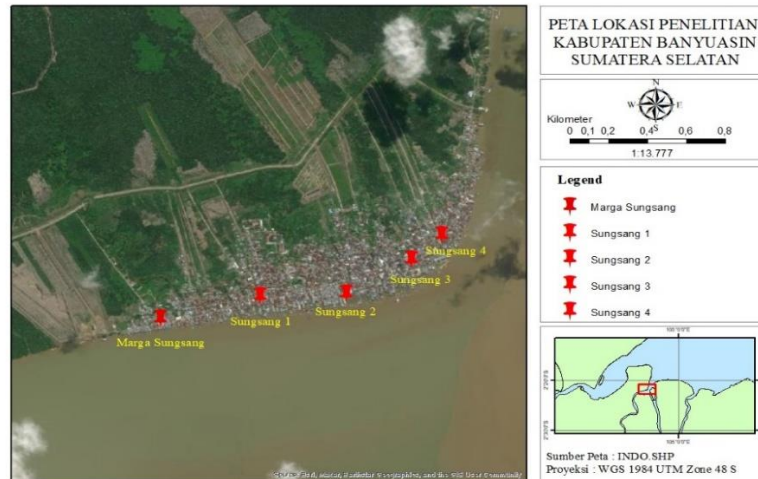 PETA LOKASI PENELITIAN
KABUPATEN BANYUASIN
SUMATERA SELATAN
N
W E
S
Kilometer
0 0,1 0,2 0,4 0,6 0,8
1:13.777
Legend
Marga Sungsang
Sungsang 1
Sungsang 2
Sungsang 3
Sungsang 4
Sungsang 4
Sungsang 3
Sungsang 2
Sungsang 1
Marga Sungsang
Sumber Peta : INDO.SHP
Proyeksi : WGS 1984 UTM Zone 48 S